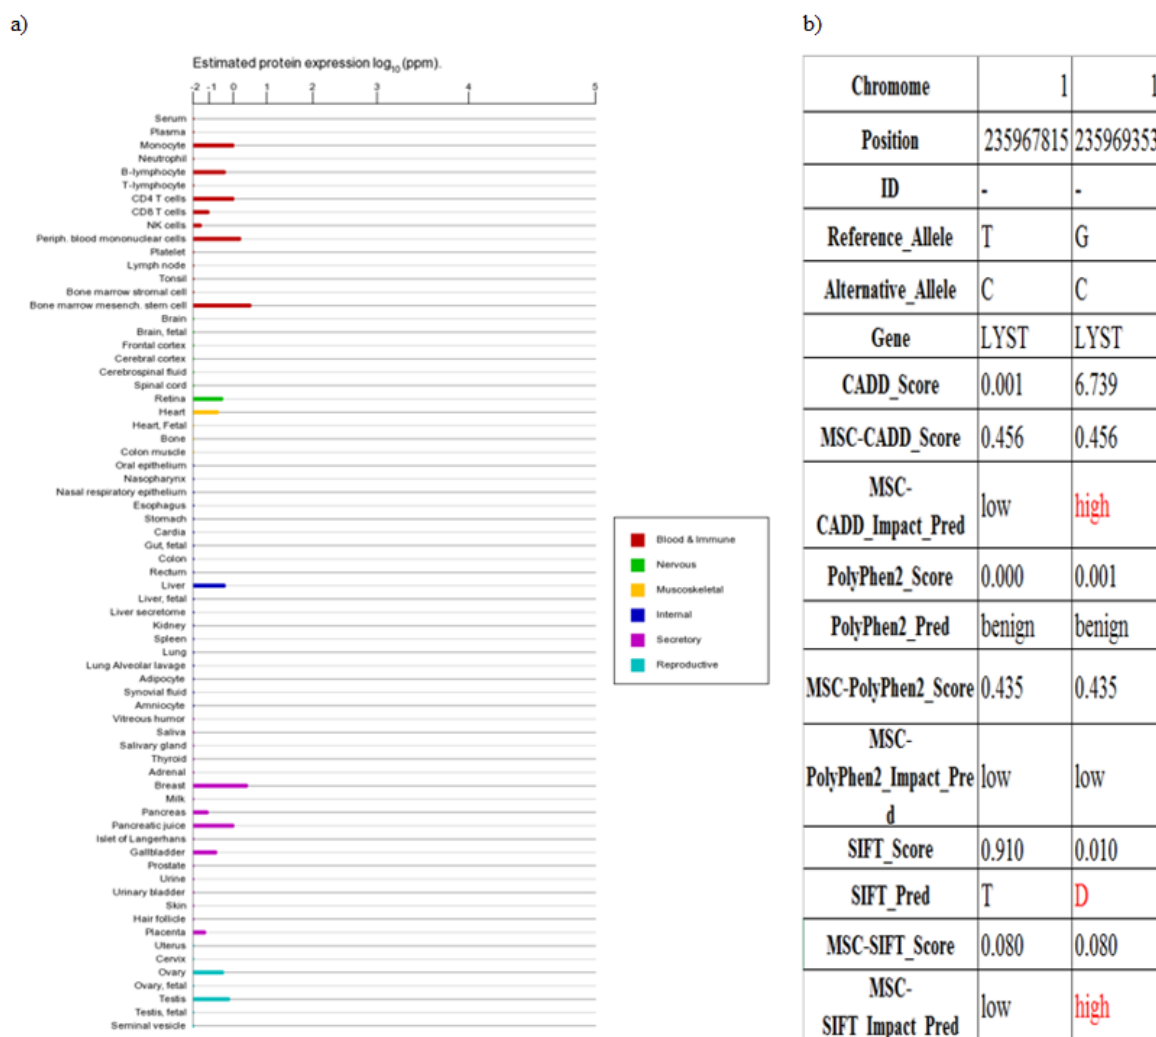 a)
b)
Estimated protein expression log10 (ppm).
-2 -1 0 1 2 3 4 5
Serum
Plasma
Monocyte
Neutrophil
B-lymphocyte
T-lymphocyte
CD4 T cells
CD8 T cells
NK cells
Periph. blood mononuclear cells
Platelet
Lymph node
Tonsil
Bone marrow stromal cell
Bone marrow mesench. stem cell
Brain
Brain, fetal
Frontal cortex
Cerebral cortex
Cerebrospinal fluid
Spinal cord
Retina
Heart
Heart, Fetal
Bone
Colon muscle
Oral epithelium
Nasopharynx
Nasal respiratory epithelium
Esophagus
Stomach
Cardia
Gut, fetal
Colon
Rectum
Liver
Liver, fetal
Liver secretome
Kidney
Spleen
Lung
Lung Alveolar lavage
Adipocyte
Synovial fluid
Amniocyte
Vitreous humor
Saliva
Salivary gland
Thyroid
Adrenal
Breast
Milk
Pancreas
Pancreatic juice
Islet of Langerhans
Gallbladder
Prostate
Urine
Urinary bladder
Skin
Hair follicle
Placenta
Uterus
Cervix
Ovary
Ovary, fetal
Testis
Testis, fetal
Seminal vesicle
Blood & Immune
Nervous
Muscoskeletal
Internal
Secretory
Reproductive
Chromome 1 1
Position 235967815 235969353
ID - -
Reference_Allele T G
Alternative_Allele C C
Gene LYST LYST
CADD_Score 0.001 6.739
MSC-CADD_Score 0.456 0.456
MSC-
CADD_Impact_Pred low high
PolyPhen2_Score 0.000 0.001
PolyPhen2_Pred benign benign
MSC-PolyPhen2_Score 0.435 0.435
MSC-
PolyPhen2_Impact_Pre low low
d
SIFT_Score 0.910 0.010
SIFT_Pred T D
MSC-SIFT_Score 0.080 0.080
MSC-
SIFT_Impact_Pred low high